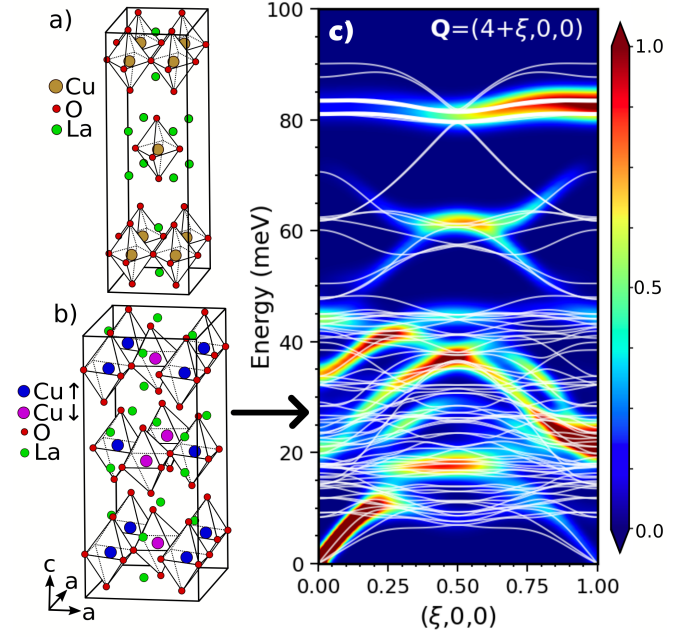 a)
Cu
O
La
b)
Cu↑
Cu↓
O
La
c
a
a
c)
Q=(4+ξ,0,0)
Energy (meV)
100
80
60
40
20
0
0.00
0.25
0.50
0.75
1.00
(ξ,0,0)
1.0
0.5
0.0